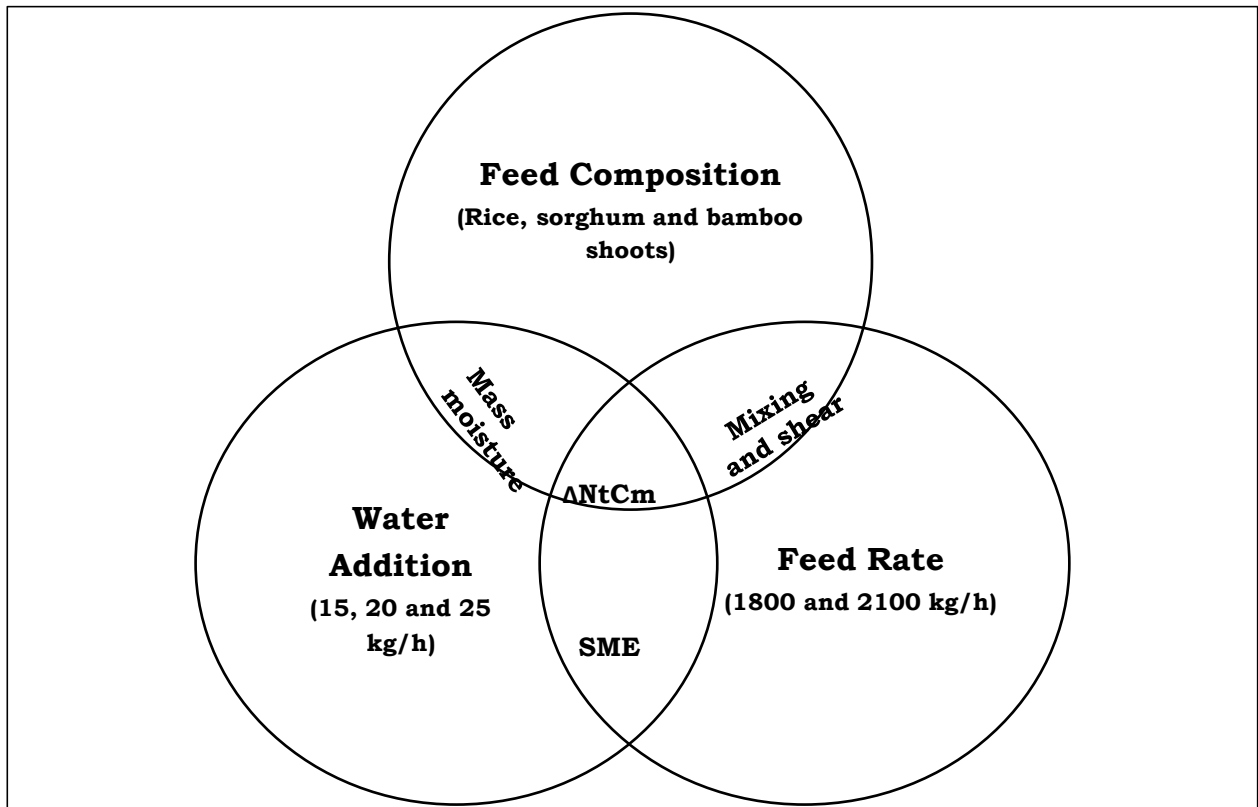 Feed Composition
(Rice, sorghum and bamboo
shoots)
Mass
moisture
Mixing
and shear
ΔNtCm
Water
Addition
(15, 20 and 25
kg/h)
Feed Rate
(1800 and 2100 kg/h)
SME